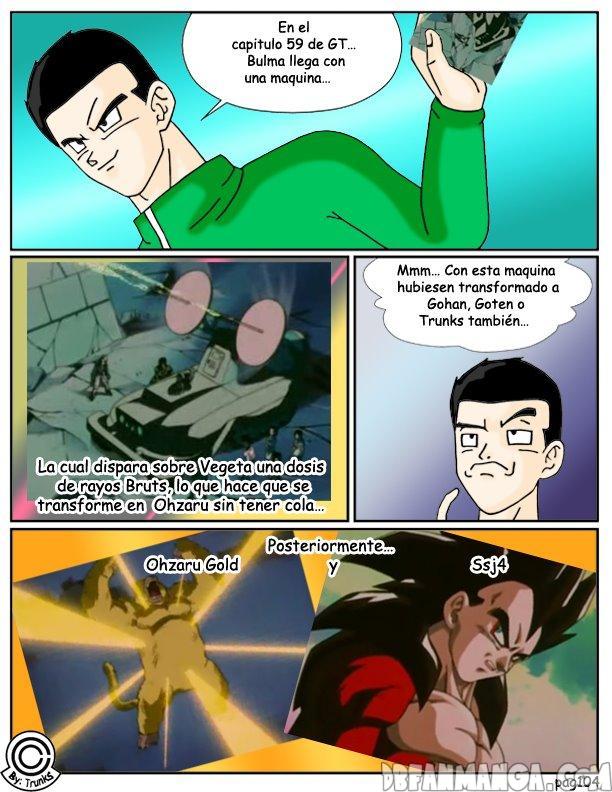 En el
capitulo 59 de GT...
Bulma llega con
una maquina...
La cual dispara sobre Vegeta una dosis
de rayos Bruts, lo que hace que se
transforme en Ohzaru sin tener cola...
Mmm... Con esta maquina
hubiesen transformado a
Gohan, Goten o
Trunks también...
Posteriormente...
Ohzaru Gold
y
Ssj4
By: TrunkS
DBFANMANGA.COM